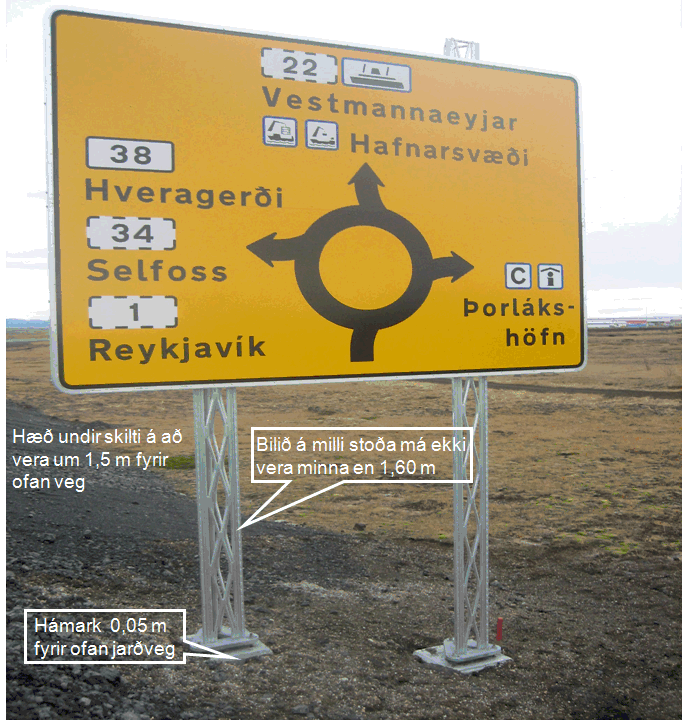 22
Vestmannaeyjar
Hafnarsvæði
38
Hveragerði
34
Selfoss
1
Reykjavík
C i
Þorláks-
höfn
Hæð undir skilti á að
vera um 1,5 m fyrir
ofan veg
Bilið á milli stoða má ekki
vera minna en 1,60 m
Hámark 0,05 m
fyrir ofan jarðveg